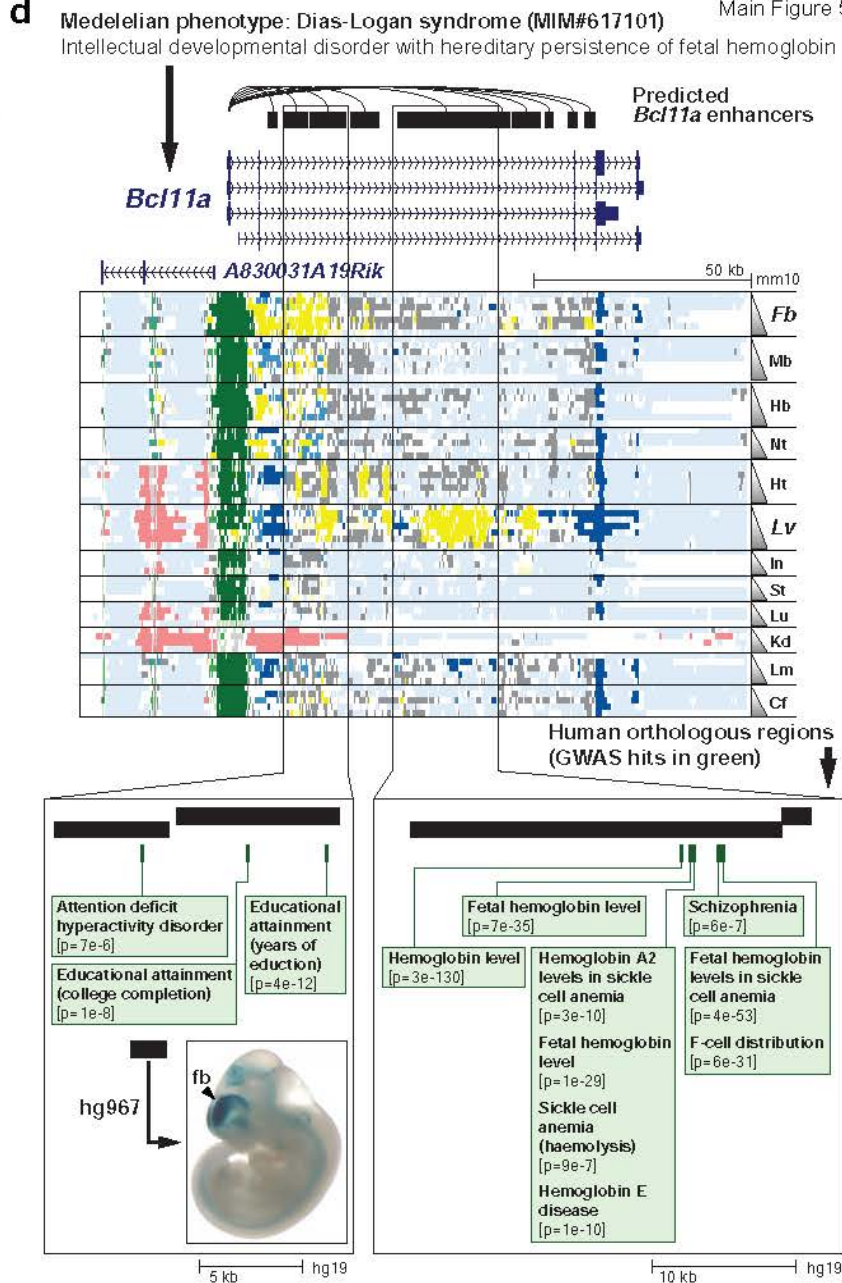 d
Main Figure 5
Medelelian phenotype: Dias-Logan syndrome (MIM#617101)
Intellectual developmental disorder with hereditary persistence of fetal hemoglobin
Predicted
Bcl11a enhancers
Bcl11a
A830031A19Rik
50 kb
mm10
Fb
Mb
Hb
Nt
Ht
Lv
In
St
Lu
Kd
Lm
Cf
Human orthologous regions
(GWAS hits in green)
Attention deficit
hyperactivity disorder
[p=7e-6]
Educational attainment
(college completion)
[p=1e-8]
Educational
attainment
(years of
eduction)
[p=4e-12]
hg967
fb
5 kb
hg19
Fetal hemoglobin level
[p=7e-35]
Hemoglobin level
[p=3e-130]
Hemoglobin A2
levels in sickle
cell anemia
[p=3e-10]
Fetal hemoglobin
level
[p=1e-29]
Sickle cell
anemia
(haemolysis)
[p=9e-7]
Hemoglobin E
disease
[p=1e-10]
Schizophrenia
[p=6e-7]
Fetal hemoglobin
levels in sickle
cell anemia
[p=4e-53]
F-cell distribution
[p=6e-31]
10 kb
hg19